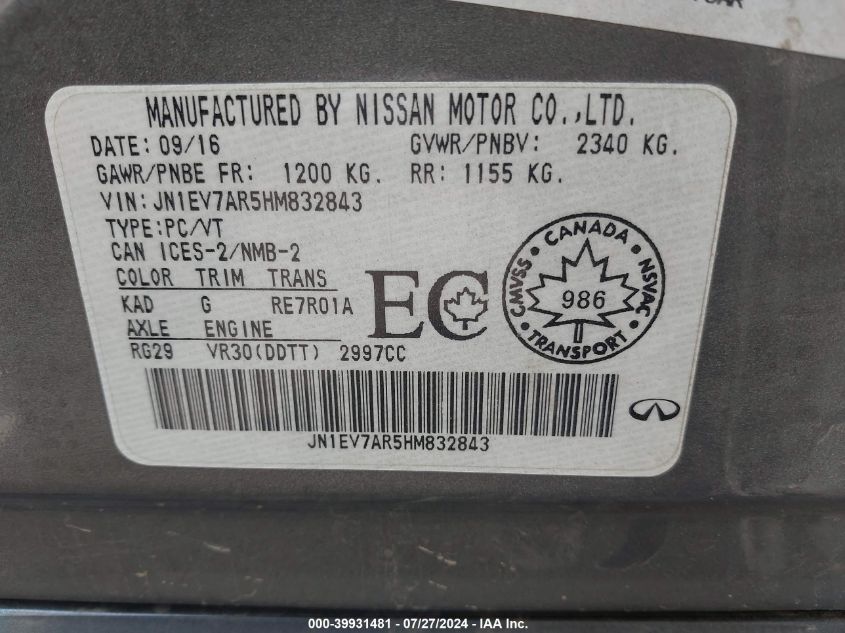 MANUFACTURED BY NISSAN MOTOR CO.,LTD.
DATE: 09/16 GVWR/PNBV: 2340 KG.
GAWR/PNBE FR: 1200 KG. RR: 1155 KG.
VIN: JN1EV7AR5HM832843
TYPE:PC/VT
CAN ICES-2/NMB-2
COLOR TRIM TRANS
KAD G RE7R01A
AXLE ENGINE
RG29 VR30(DDTT) 2997CC
EC
CANADA
CMVSS
NSVAC
986
TRANSPORT
JN1EV7AR5HM832843
000-39931481 - 07/27/2024 - IAA Inc.